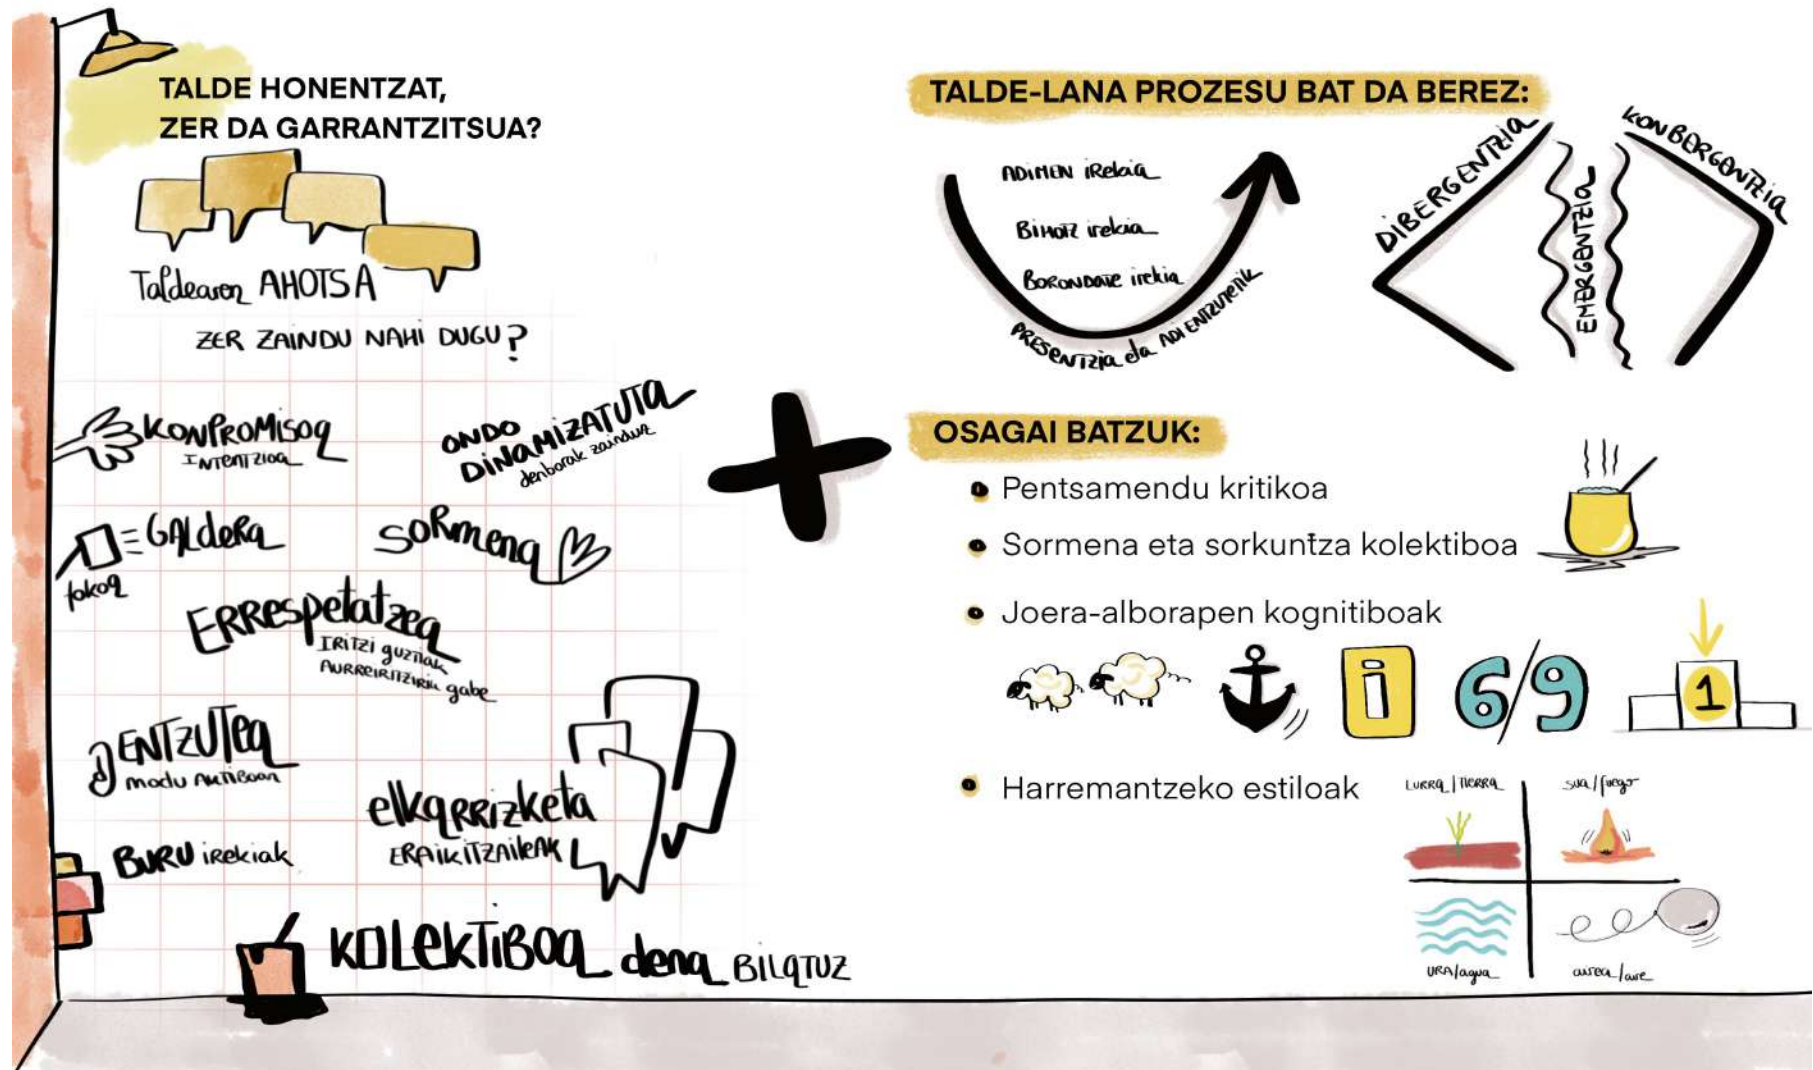 TALDE HONENTZAT,
ZER DA GARRANTZITSUA?
Taldearen AHOTSA
ZER ZAINDU NAHI DUGU?
KONPROMISOA
INTENTZIOA
ONDO
DINAMIZATUTA
denborak zainduz
GALDERA
fokoa
SORMENA
ERRESPETATZEA
IRITZI guztiak
AURREIRITZIRIK gabe
ENTZUTEA
modu AKTIBOAN
BURU irekiak
elkarrizketa
ERAIKITZAILEAK
KOLEKTIBOA dena BILATUZ
TALDE-LANA PROZESU BAT DA BEREZ:
ADIMEN iRekia
BIHOTZ irekia
BORONDATE irekia
PRESENTZIA eta ADI ENTZUTETIK
DIBERGENTZIA
EMERGENTZIA
KONBERGENTZIA
OSAGAI BATZUK:
Pentsamendu kritikoa
Sormena eta sorkuntza kolektiboa
Joera-alborapen kognitiboak
i
6/9
1
Harremantzeko estiloak
LURRA/TIERRA
sua/fuego
URA/agua
airea/aire